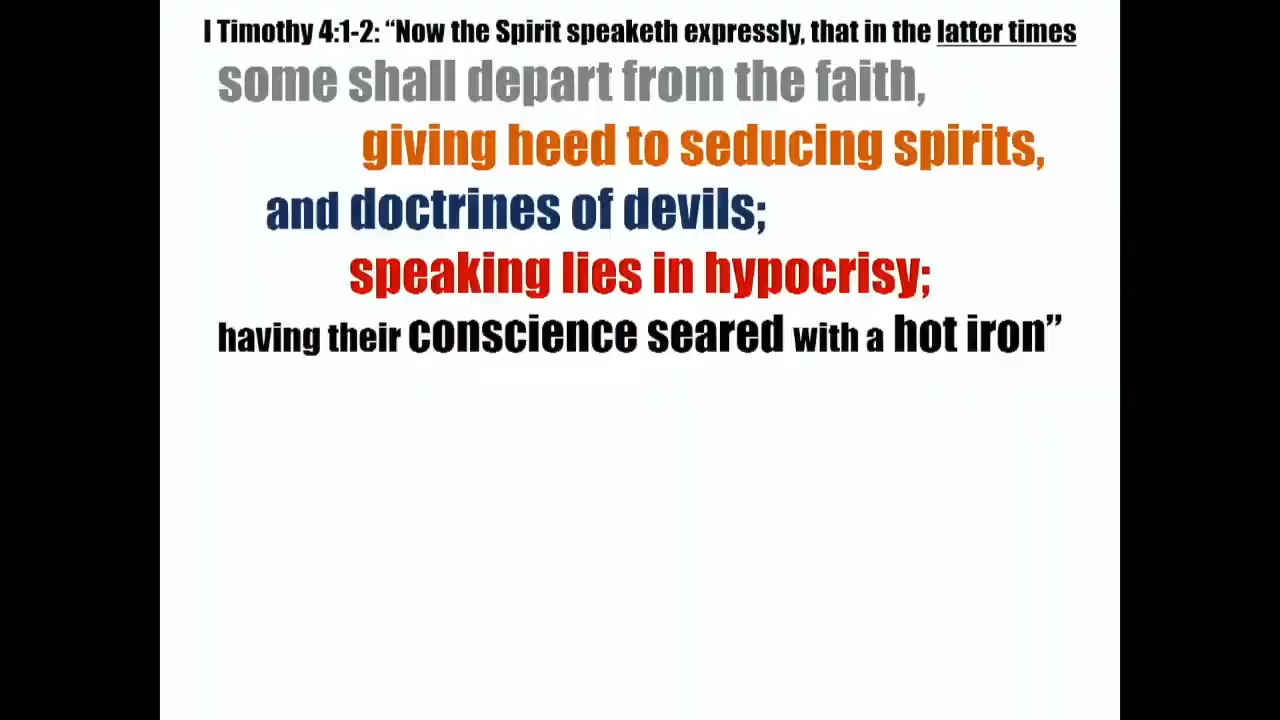 I Timothy 4:1-2: “Now the Spirit speaketh expressly, that in the latter times
some shall depart from the faith,
giving heed to seducing spirits,
and doctrines of devils;
speaking lies in hypocrisy;
having their conscience seared with a hot iron”